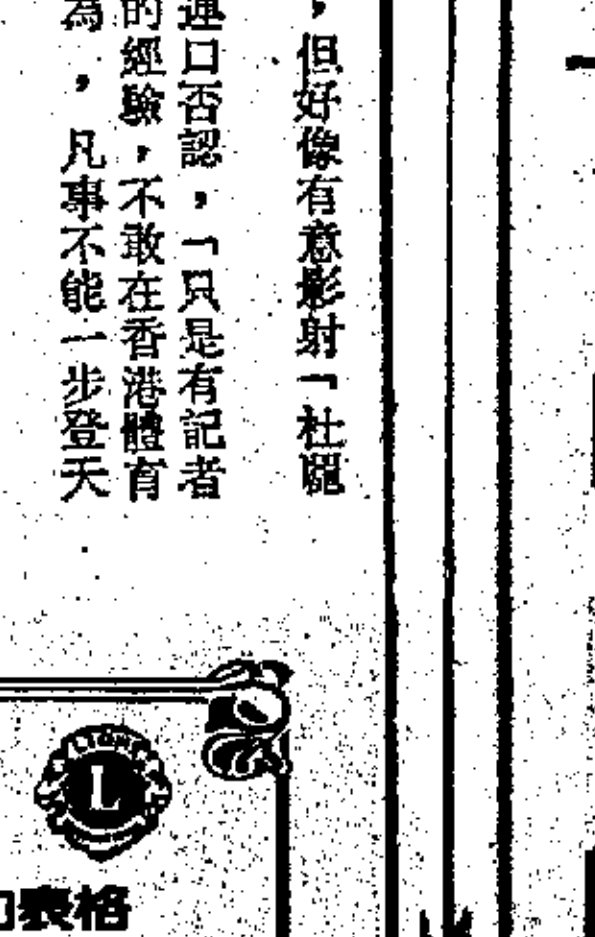 ，但好像有意影射「杜麗
連口否認，「只是有記者
的經驗，不敢在香港體有
為，凡事不能一步登天
LIONS
L
表格